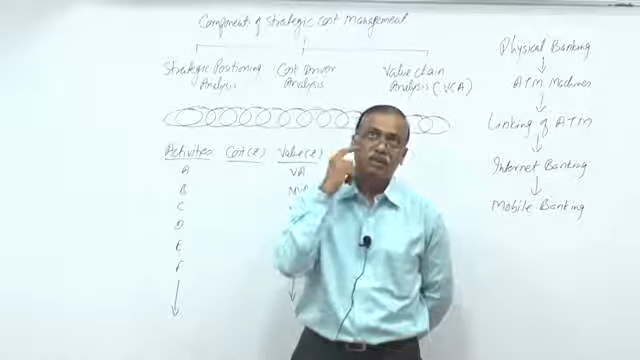 Components of Strategic Cost Management
Strategic Positioning Analysis
Cost Driver Analysis
Value Chain Analysis (VCA)
Activities Cost(₹) Value(₹)
A VA
B
C
D
E
F
Physical Banking
ATM Machines
Linking of ATM
Internet Banking
Mobile Banking